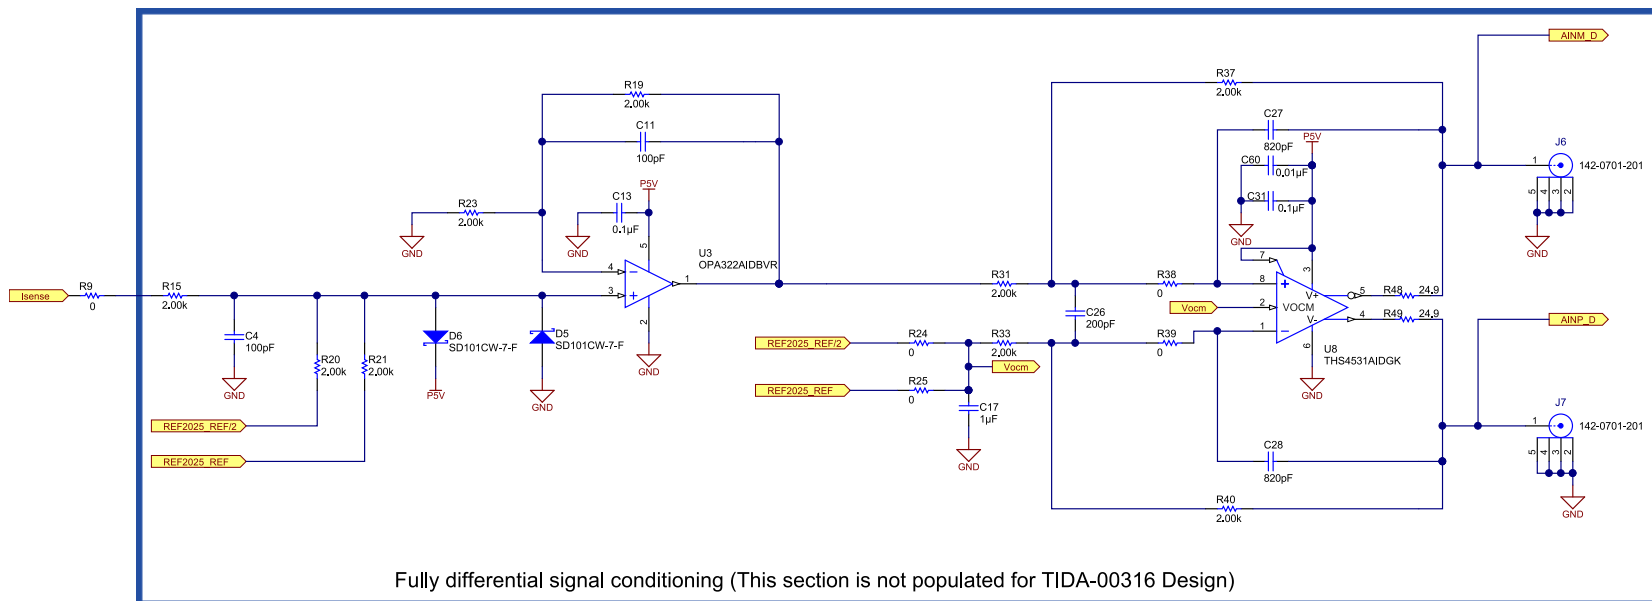 AINM_D
R37
2.00k
R19
2.00k
C11
100pF
C27
820pF
P5V
C60
0.01µF
C31
0.1µF
GND
J6
1
142-0701-201
5
4
3
2
GND
P5V
C13
0.1µF
GND
R23
2.00k
GND
5
U3
OPA322AIDBVR
4
1
3
2
GND
Isense
R9
0
R15
2.00k
C4
100pF
GND
R20
2.00k
R21
2.00k
D6
SD101CW-7-F
P5V
D5
SD101CW-7-F
GND
REF2025_REF/2
REF2025_REF
R31
2.00k
R38
0
C26
200pF
R39
0
REF2025_REF/2
R24
0
R33
2.00k
Vocm
REF2025_REF
R25
0
C17
1µF
GND
7
3
8
V+
5
R48
24.9
Vocm
2
VOCM
V-
4
R49
24.9
1
6
U8
THS4531AIDGK
GND
AINP_D
J7
1
142-0701-201
5
4
3
2
GND
C28
820pF
R40
2.00k
Fully differential signal conditioning (This section is not populated for TIDA-00316 Design)